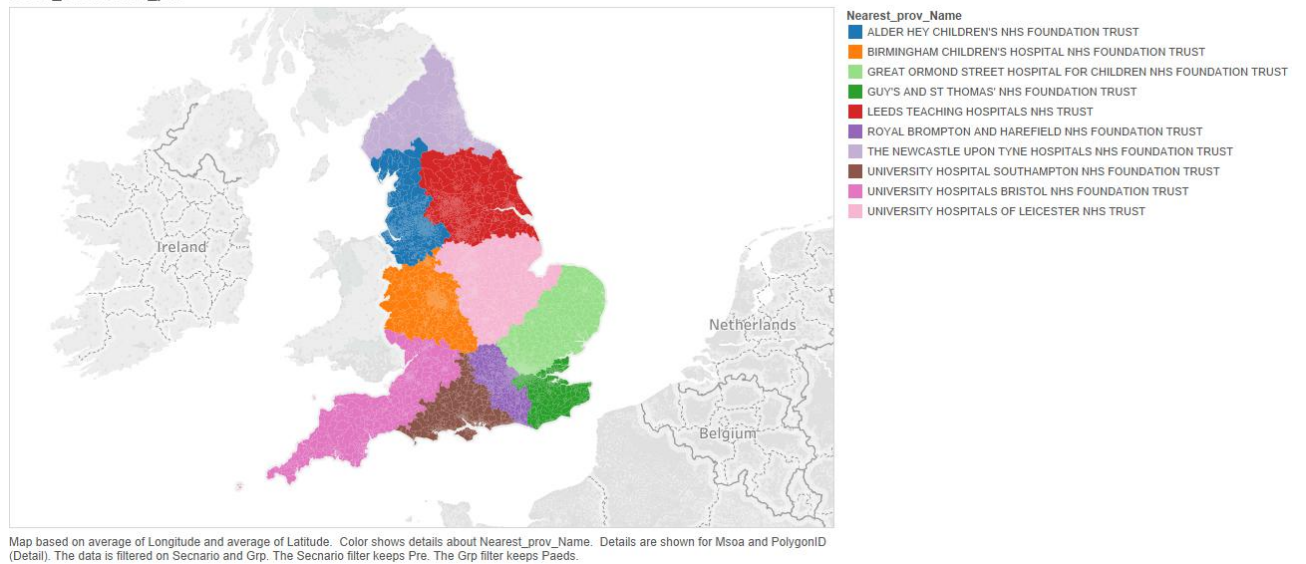 Nearest_prov_Name
ALDER HEY CHILDREN'S NHS FOUNDATION TRUST
BIRMINGHAM CHILDREN'S HOSPITAL NHS FOUNDATION TRUST
GREAT ORMOND STREET HOSPITAL FOR CHILDREN NHS FOUNDATION TRUST
GUY'S AND ST THOMAS' NHS FOUNDATION TRUST
LEEDS TEACHING HOSPITALS NHS TRUST
ROYAL BROMPTON AND HAREFIELD NHS FOUNDATION TRUST
THE NEWCASTLE UPON TYNE HOSPITALS NHS FOUNDATION TRUST
UNIVERSITY HOSPITAL SOUTHAMPTON NHS FOUNDATION TRUST
UNIVERSITY HOSPITALS BRISTOL NHS FOUNDATION TRUST
UNIVERSITY HOSPITALS OF LEICESTER NHS TRUST
Ireland
Netherlands
Belgium
Map based on average of Longitude and average of Latitude. Color shows details about Nearest_prov_Name. Details are shown for Msoa and PolygonID
(Detail). The data is filtered on Secnario and Grp. The Secnario filter keeps Pre. The Grp filter keeps Paeds.